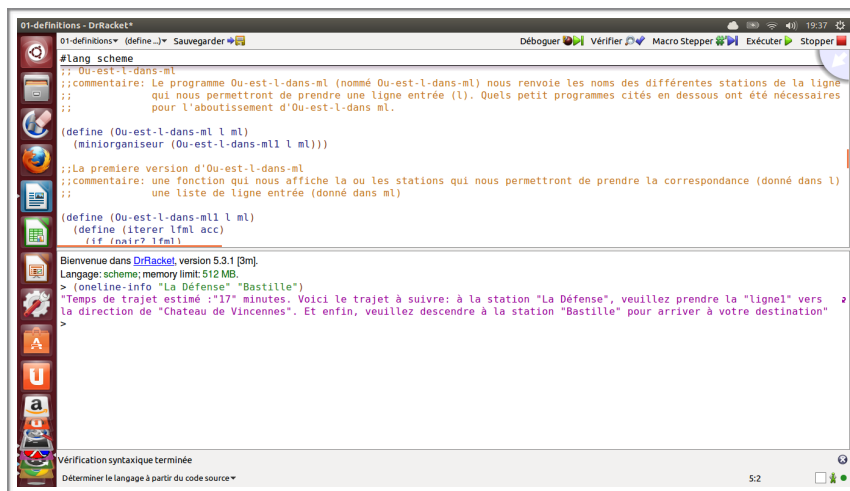 01-definitions - DrRacket*
19:37
01-definitions▾ (define ...)▾ Sauvegarder
Déboguer Vérifier Macro Stepper Exécuter Stopper
#lang scheme
;; Ou-est-l-dans-ml
;;commentaire: Le programme Ou-est-l-dans-ml (nommé Ou-est-l-dans-ml) nous renvoie les noms des différentes stations de la ligne
;; qui nous permettront de prendre une ligne entrée (l). Quels petit programmes cités en dessous ont été nécessaires
;; pour l'aboutissement d'Ou-est-l-dans ml.
(define (Ou-est-l-dans-ml l ml)
(miniorganiseur (Ou-est-l-dans-ml1 l ml)))
;;La premiere version d'Ou-est-l-dans-ml
;;commentaire: une fonction qui nous affiche la ou les stations qui nous permettront de prendre la correspondance (donné dans l)
;; une liste de ligne entrée (donné dans ml)
(define (Ou-est-l-dans-ml1 l ml)
(define (iterer lfml acc)
(if (pair? lfml)
Bienvenue dans DrRacket, version 5.3.1 [3m].
Langage: scheme; memory limit: 512 MB.
> (oneline-info "La Défense" "Bastille")
"Temps de trajet estimé :"17" minutes. Voici le trajet à suivre: à la station "La Défense", veuillez prendre la "ligne1" vers
la direction de "Chateau de Vincennes". Et enfin, veuillez descendre à la station "Bastille" pour arriver à votre destination"
>
Vérification syntaxique terminée
Déterminer le langage à partir du code source▾
5:2